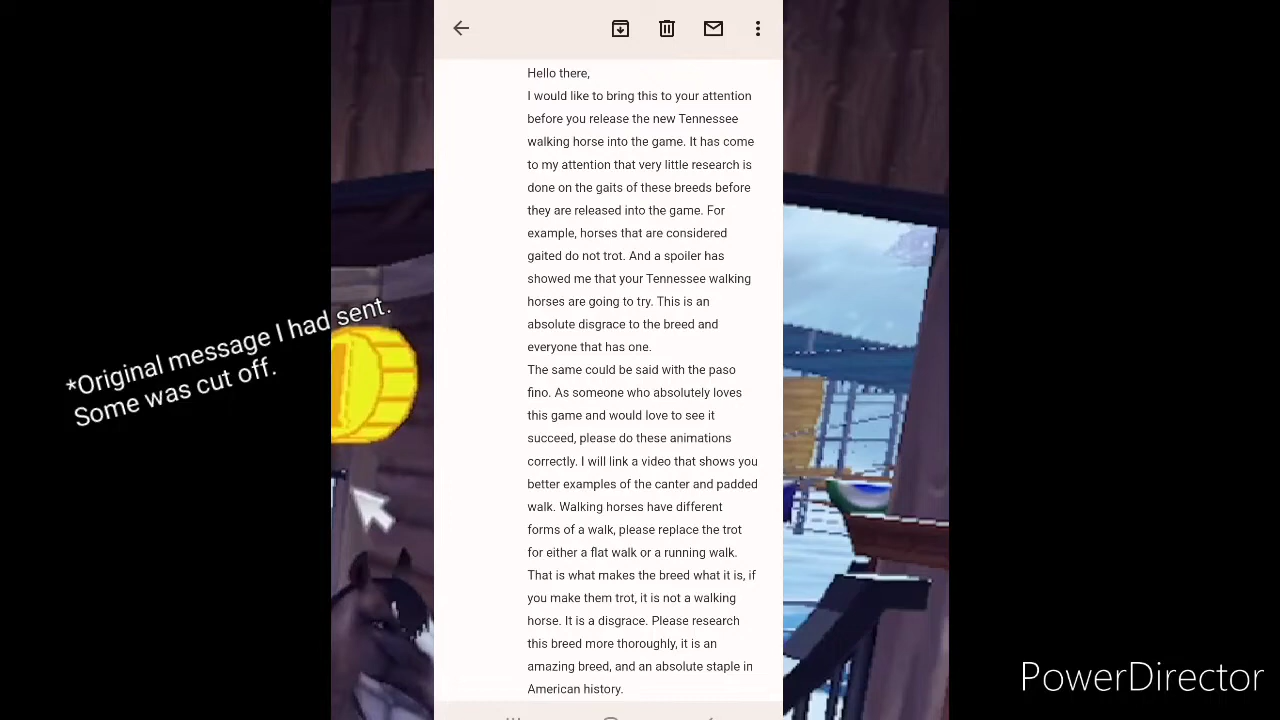 Hello there,
I would like to bring this to your attention
before you release the new Tennessee
walking horse into the game. It has come
to my attention that very little research is
done on the gaits of these breeds before
they are released into the game. For
example, horses that are considered
gaited do not trot. And a spoiler has
showed me that your Tennessee walking
horses are going to try. This is an
absolute disgrace to the breed and
everyone that has one.
The same could be said with the paso
fino. As someone who absolutely loves
this game and would love to see it
succeed, please do these animations
correctly. I will link a video that shows you
better examples of the canter and padded
walk. Walking horses have different
forms of a walk, please replace the trot
for either a flat walk or a running walk.
That is what makes the breed what it is, if
you make them trot, it is not a walking
horse. It is a disgrace. Please research
this breed more thoroughly, it is an
amazing breed, and an absolute staple in
American history.
*Original message I had sent.
Some was cut off.
PowerDirector